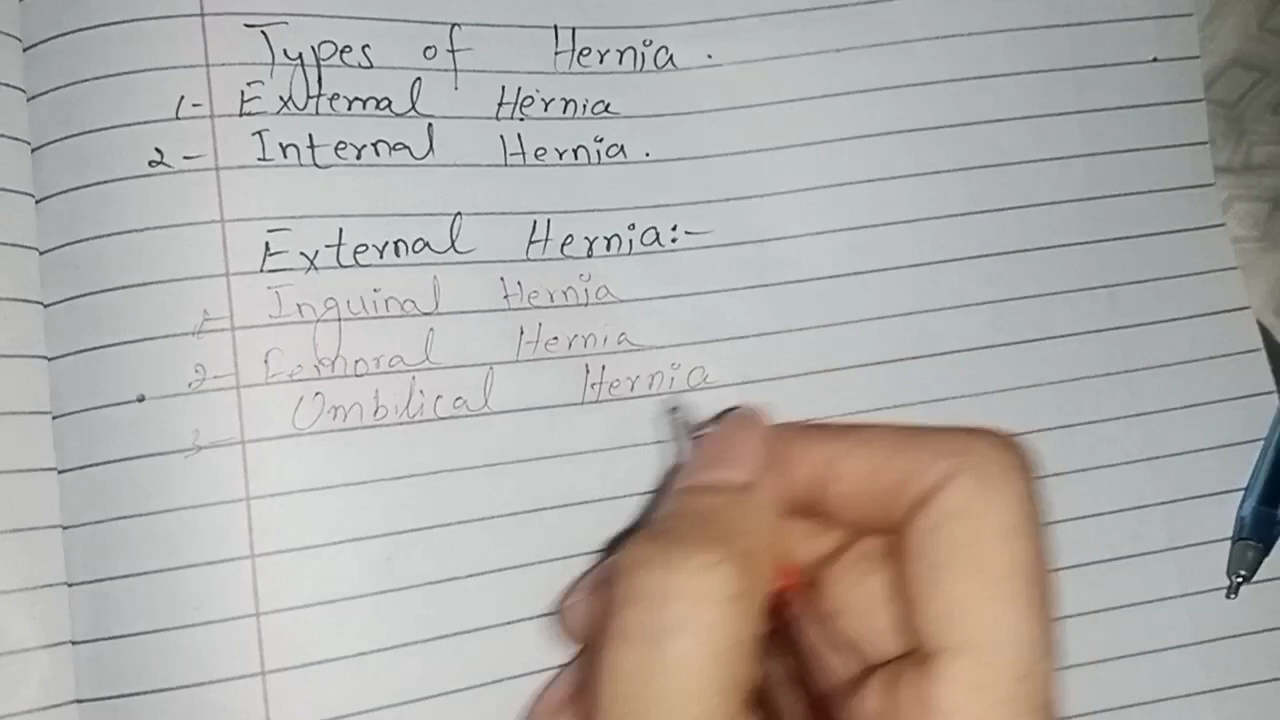 Types of Hernia.
1- External Hernia
2- Internal Hernia.
External Hernia:-
1- Inguinal Hernia
2- Femoral Hernia
3- Umbilical Hernia